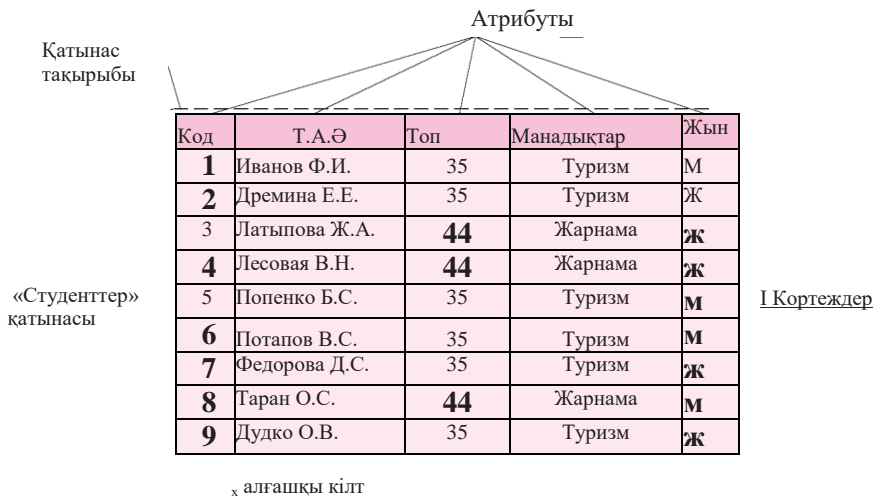 Атрибуты
Қатынас
тақырыбы
Код Т.А.Ә Топ Манадықтар Жын
1 Иванов Ф.И. 35 Туризм М
2 Дремина Е.Е. 35 Туризм Ж
3 Латыпова Ж.А. 44 Жарнама ж
4 Лесовая В.Н. 44 Жарнама ж
5 Попенко Б.С. 35 Туризм м
6 Потапов В.С. 35 Туризм м
7 Федорова Д.С. 35 Туризм ж
8 Таран О.С. 44 Жарнама м
9 Дудко О.В. 35 Туризм ж
«Студенттер»
қатынасы
I Кортеждер
х алғашқы кілт